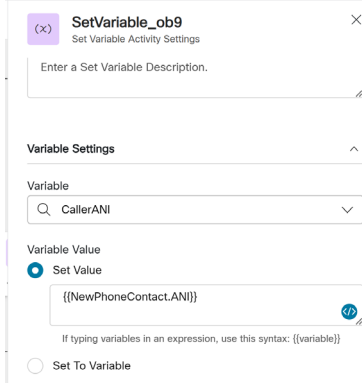 (x)
SetVariable_ob9
Set Variable Activity Settings
Enter a Set Variable Description.
Variable Settings
Variable
CallerANI
Variable Value
Set Value
{{NewPhoneContact.ANI}}
</>
If typing variables in an expression, use this syntax: {{variable}}
Set To Variable